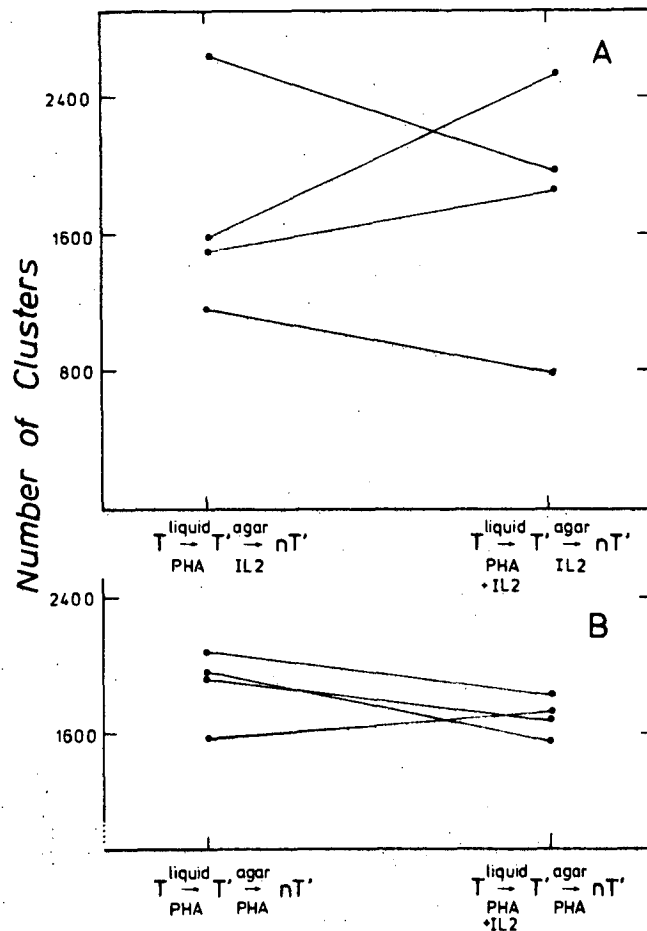 A
Number of Clusters
2400
1600
800
liquid agar
T → T' → nT'
PHA IL2
liquid agar
T → T' → nT'
PHA IL2
+IL2
B
2400
1600
liquid agar
T → T' → nT'
PHA PHA
liquid agar
T → T' → nT'
PHA PHA
+IL2